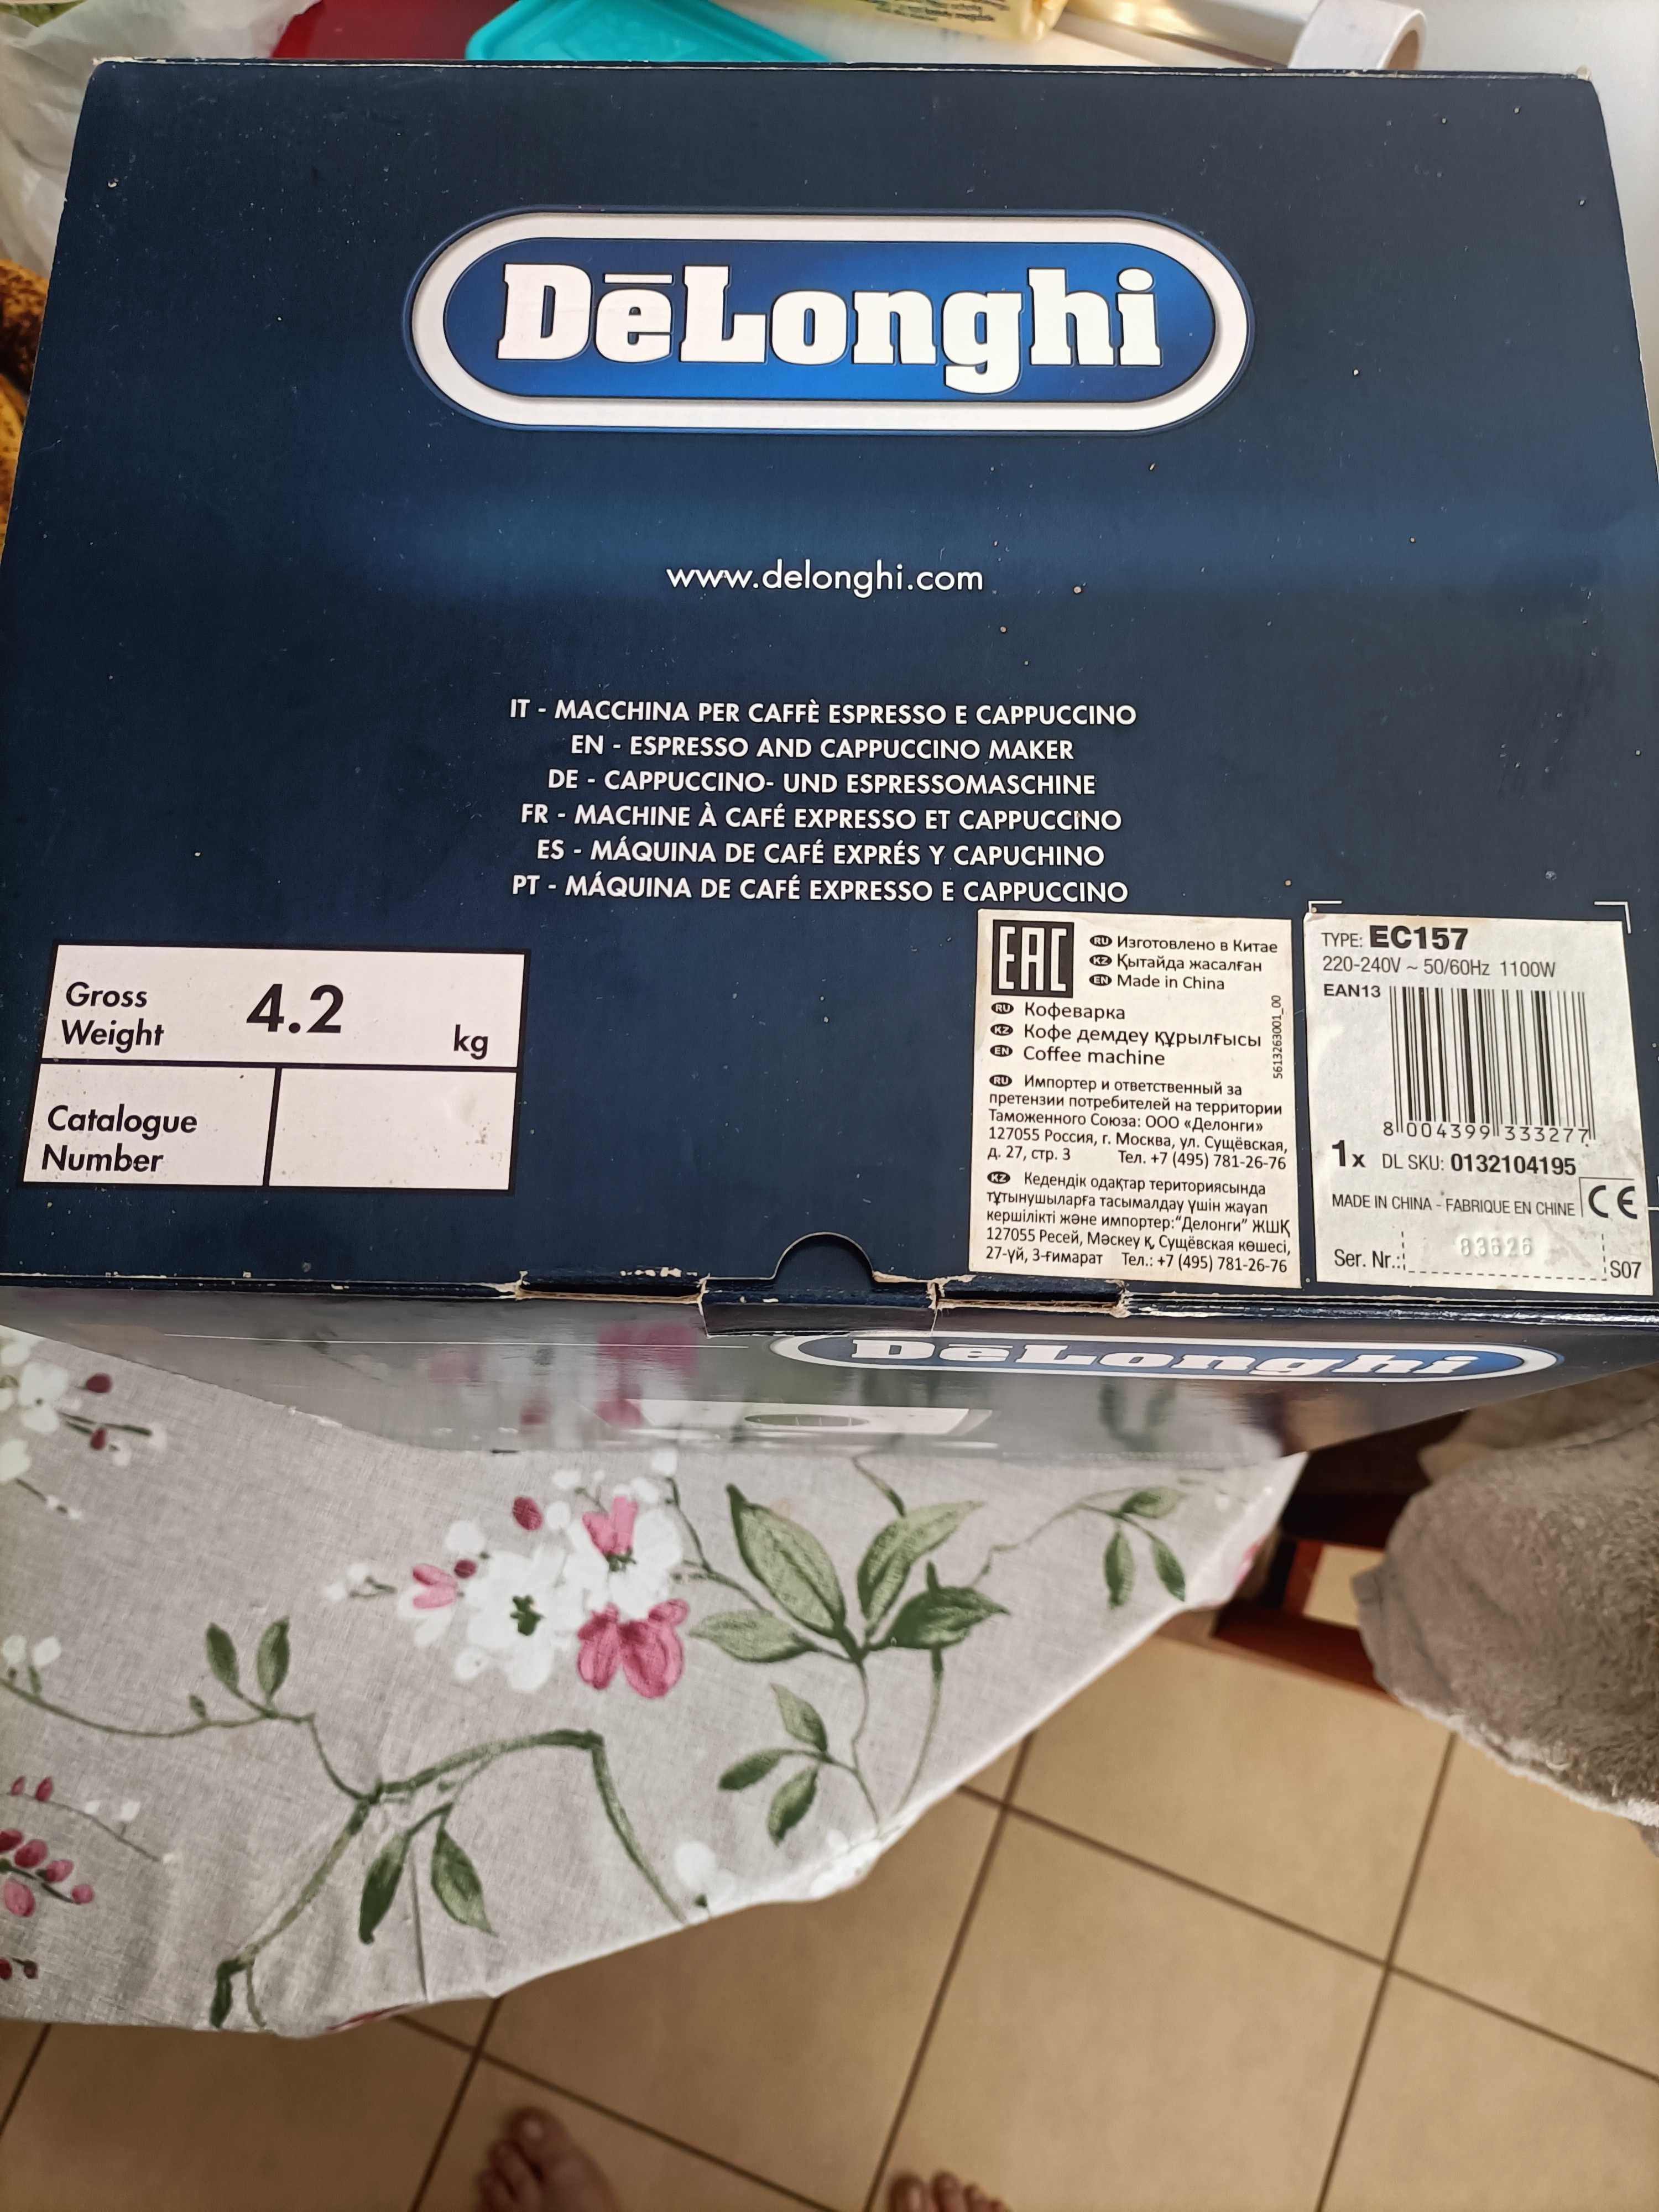 DēLonghi
www.delonghi.com
IT - MACCHINA PER CAFFÈ ESPRESSO E CAPPUCCINO
EN - ESPRESSO AND CAPPUCCINO MAKER
DE - CAPPUCCINO- UND ESPRESSOMASCHINE
FR - MACHINE À CAFÉ EXPRESSO ET CAPPUCCINO
ES - MÁQUINA DE CAFÉ EXPRÉS Y CAPUCHINO
PT - MÁQUINA DE CAFÉ EXPRESSO E CAPPUCCINO
Gross Weight 4.2 kg
Catalogue
Number
EAC
RU Изготовлено в Китае
KZ Қытайда жасалған
EN Made in China
RU Кофеварка
KZ Кофе демдеу құрылғысы
EN Coffee machine
5613263001_00
RU Импортер и ответственный за
претензии потребителей на территории
Таможенного Союза: ООО «Делонги»
127055 Россия, г. Москва, ул. Сущёвская,
д. 27, стр. 3 Тел. +7 (495) 781-26-76
KZ Кедендік одақтар териториясында
тұтынушыларға тасымалдау үшін жауап
кершілікті және импортер:"Делонги" ЖШҚ
127055 Ресей, Мәскеу қ, Сущёвская көшесі,
27-үй, 3-ғимарат Тел.: +7 (495) 781-26-76
TYPE: EC157
220-240V ~ 50/60Hz 1100W
EAN13
8 004399 333277
1x DL SKU: 0132104195
MADE IN CHINA - FABRIQUE EN CHINE CE
Ser. Nr.: 83626 S07
DēLonghi